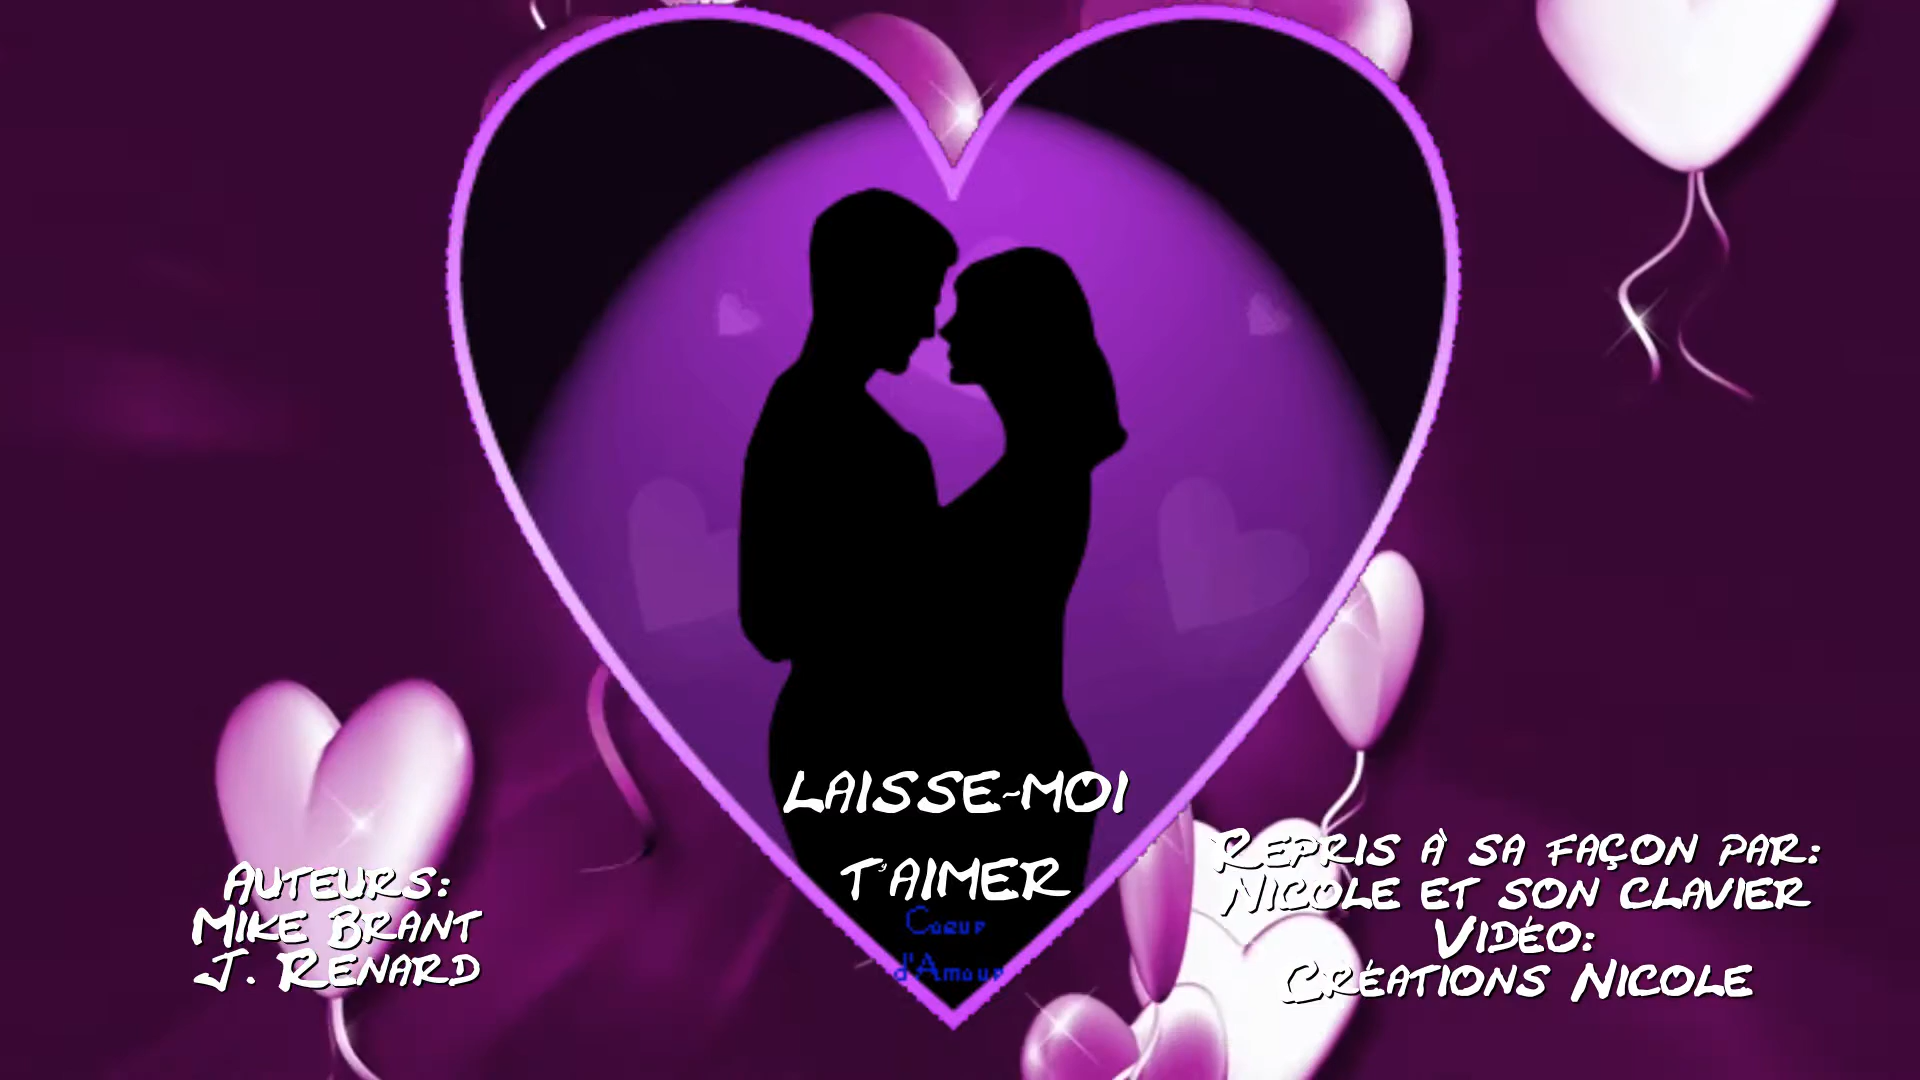 LAISSE-MOI
T'AIMER
Coeur
d'Amour
AUTEURS:
MIKE BRANT
J. RENARD
REPRIS À SA FAÇON PAR:
NICOLE ET SON CLAVIER
VIDÉO:
CRÉATIONS NICOLE